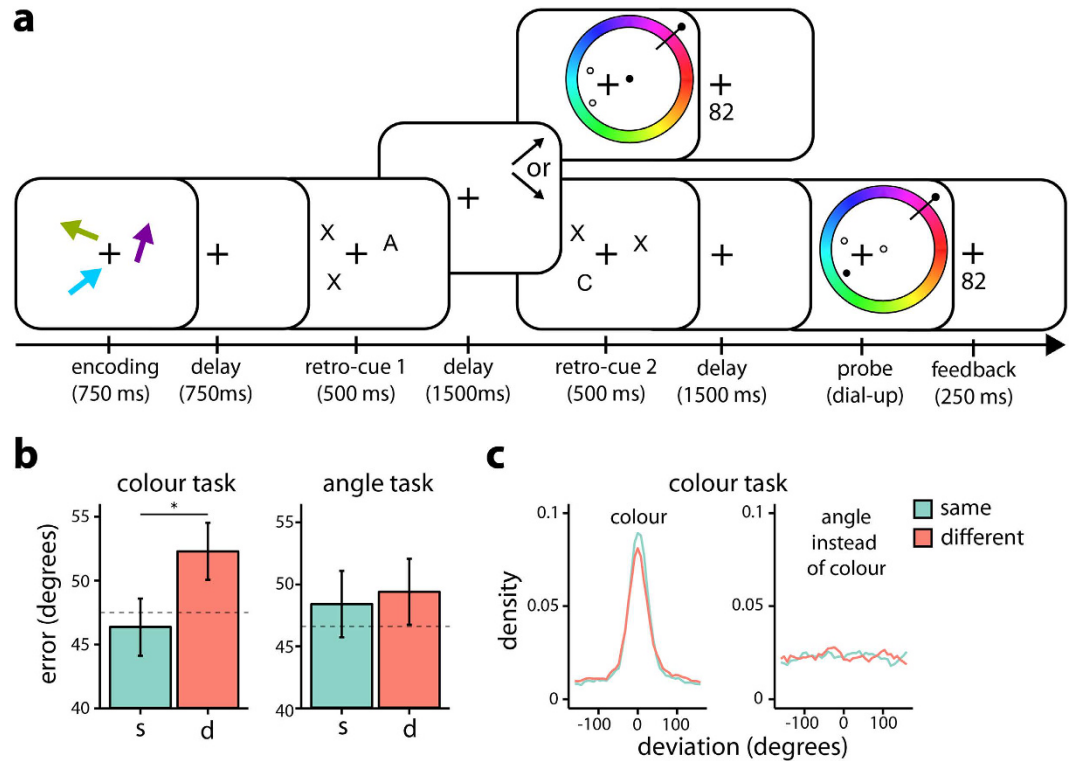 a
82
or
X
A
X
X
X
C
82
encoding
(750 ms)
delay
(750ms)
retro-cue 1
(500 ms)
delay
(1500ms)
retro-cue 2
(500 ms)
delay
(1500 ms)
probe
(dial-up)
feedback
(250 ms)
b
colour task
angle task
error (degrees)
55
50
45
40
*
s
d
55
50
45
40
s
d
c
colour task
same
different
density
0.1
0.05
0
colour
-100
0
100
0.1
0.05
0
angle
instead
of colour
-100
0
100
deviation (degrees)